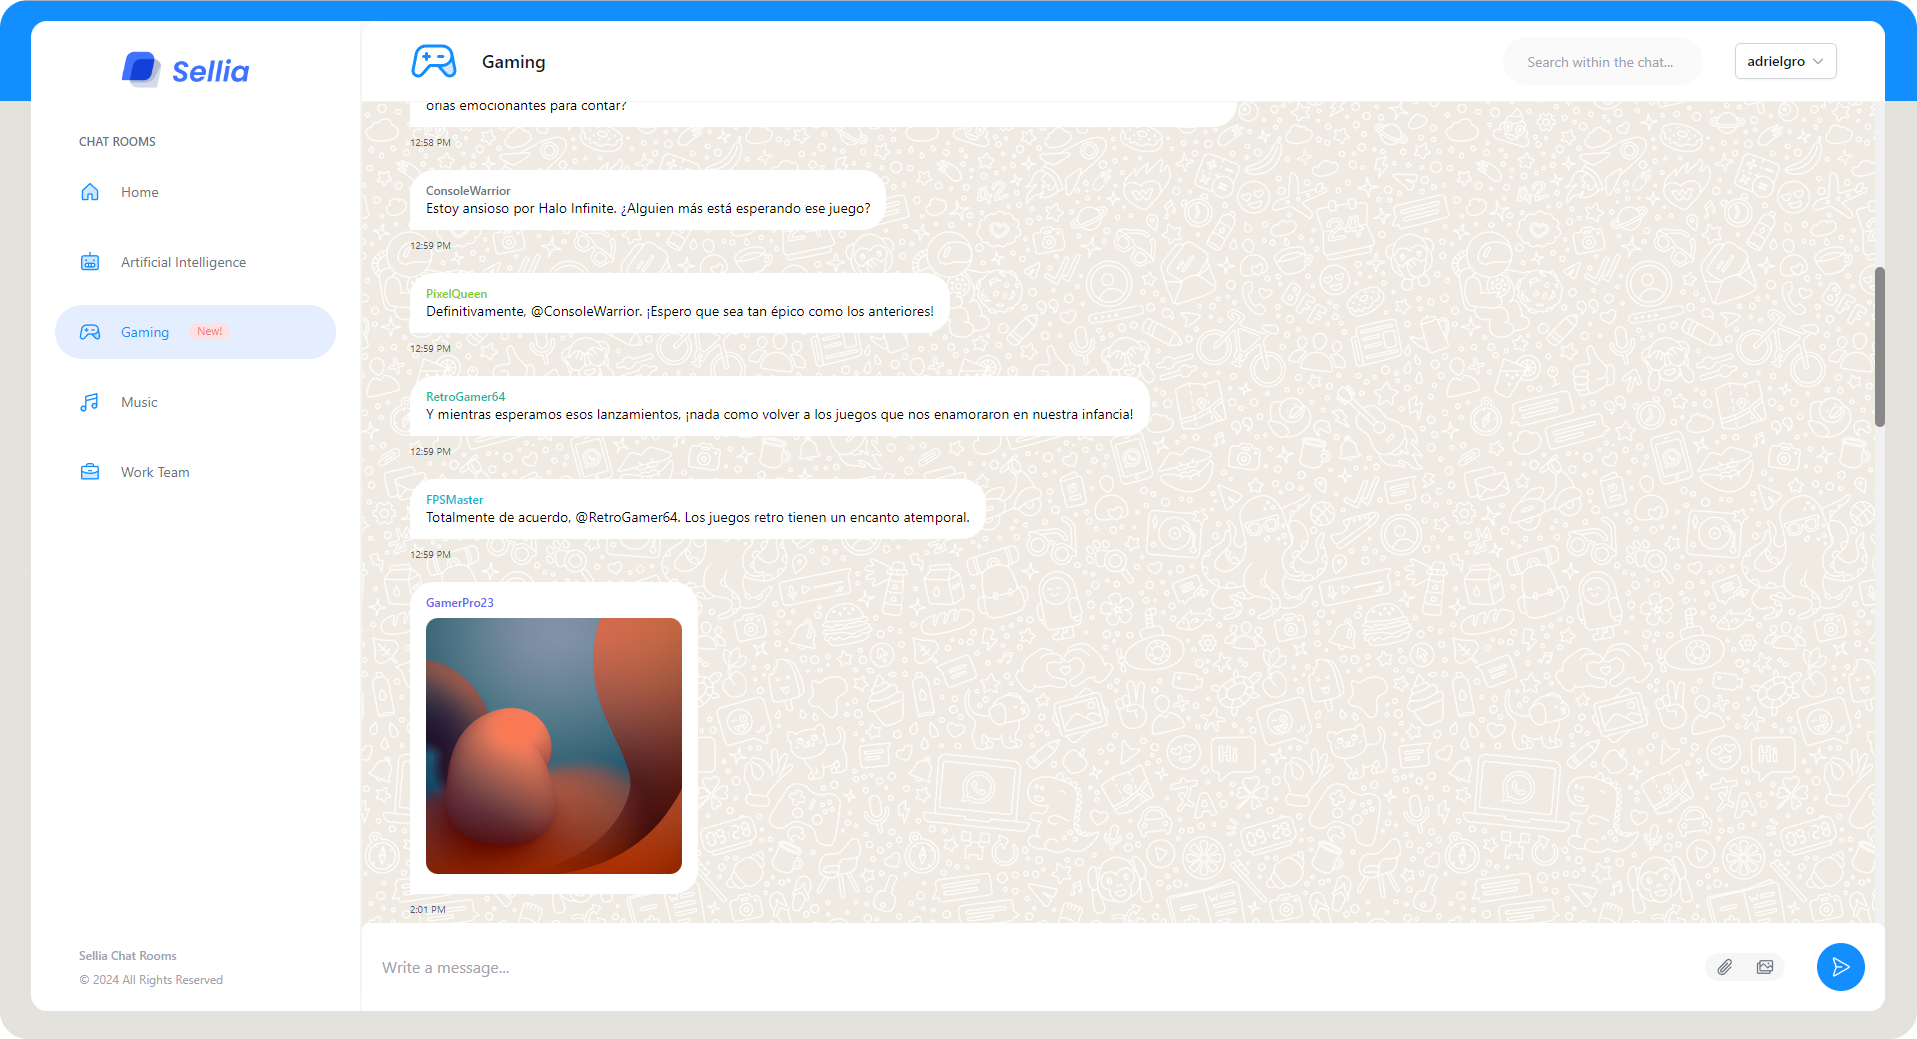 Sellia
Gaming
Search within the chat...
adrielgro
CHAT ROOMS
Home
Artificial Intelligence
Gaming New!
Music
Work Team
Sellia Chat Rooms
© 2024 All Rights Reserved
orias emocionantes para contar?
12:58 PM
ConsoleWarrior
Estoy ansioso por Halo Infinite. ¿Alguien más está esperando ese juego?
12:59 PM
PixelQueen
Definitivamente, @ConsoleWarrior. ¡Espero que sea tan épico como los anteriores!
12:59 PM
RetroGamer64
Y mientras esperamos esos lanzamientos, ¡nada como volver a los juegos que nos enamoraron en nuestra infancia!
12:59 PM
FPSMaster
Totalmente de acuerdo, @RetroGamer64. Los juegos retro tienen un encanto atemporal.
12:59 PM
GamerPro23
2:01 PM
Write a message...